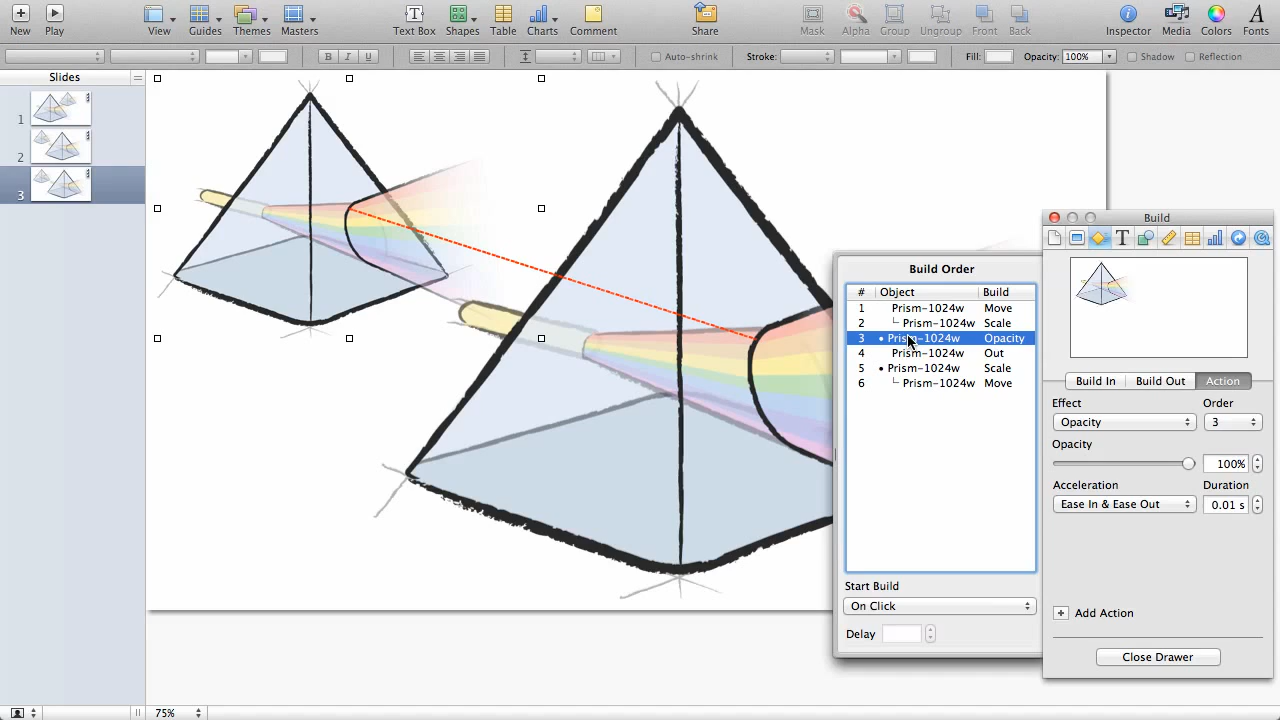 New Play View Guides Themes Masters Text Box Shapes Table Charts Comment Share Mask Alpha Group Ungroup Front Back Inspector Media Colors Fonts
B I U Auto-shrink Stroke: Fill: Opacity: 100% Shadow Reflection
Slides
1
2
3
Build Order
# Object Build
1 Prism-1024w Move
2 Prism-1024w Scale
3 • Prism-1024w Opacity
4 Prism-1024w Out
5 • Prism-1024w Scale
6 Prism-1024w Move
Start Build
On Click
Delay
Build
T
Build In Build Out Action
Effect Order
Opacity 3
Opacity
100%
Acceleration Duration
Ease In & Ease Out 0.01 s
+ Add Action
Close Drawer
75%